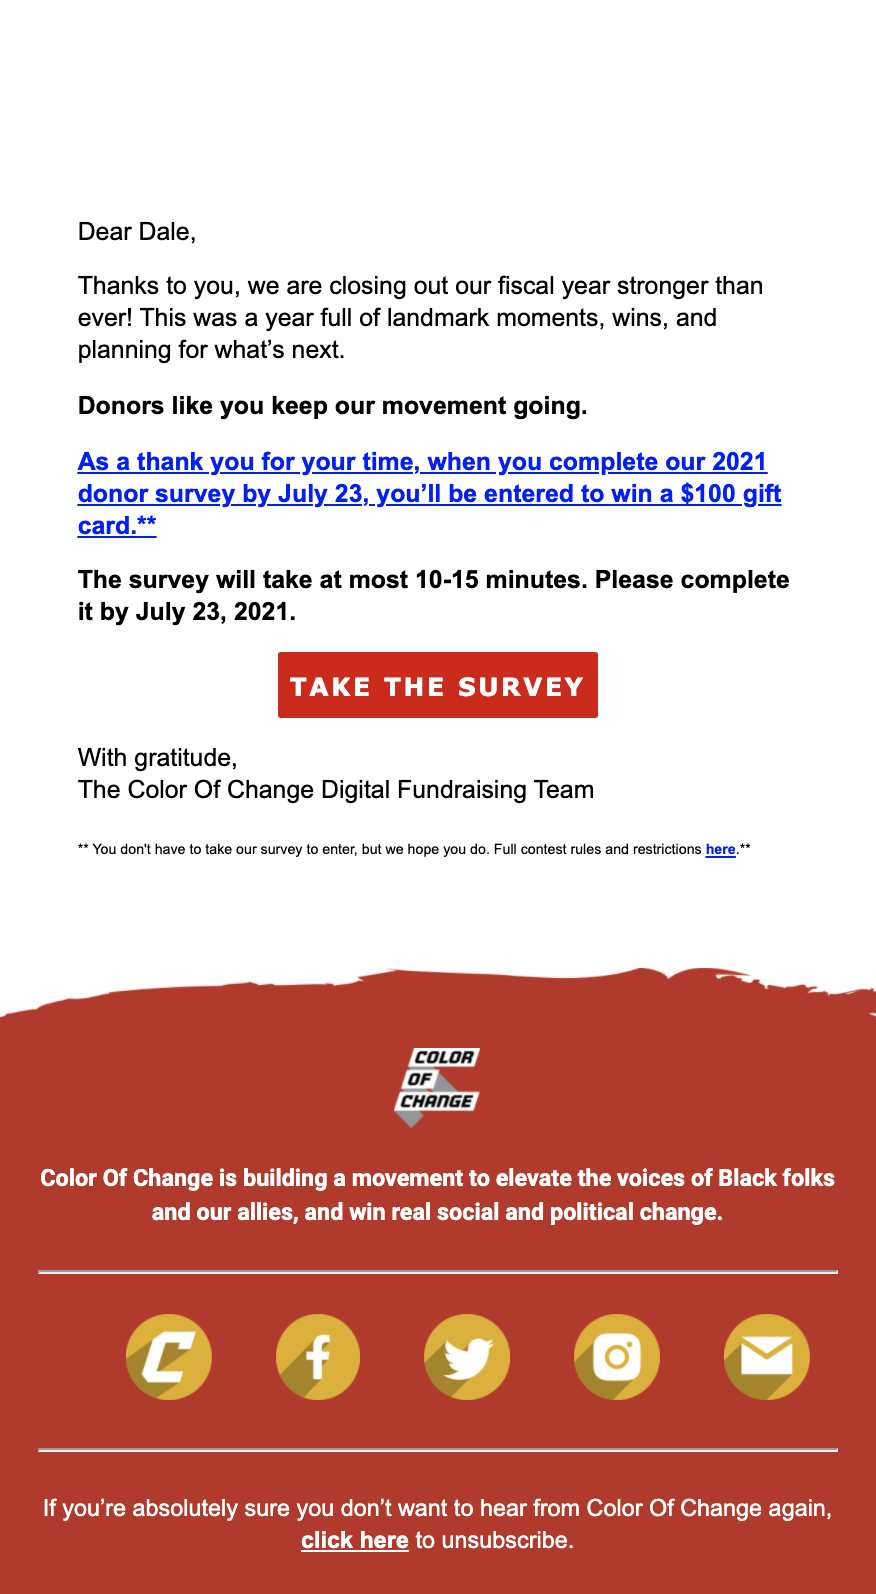 Dear Dale,
Thanks to you, we are closing out our fiscal year stronger than
ever! This was a year full of landmark moments, wins, and
planning for what’s next.
Donors like you keep our movement going.
As a thank you for your time, when you complete our 2021
donor survey by July 23, you’ll be entered to win a $100 gift
card.**
The survey will take at most 10-15 minutes. Please complete
it by July 23, 2021.
TAKE THE SURVEY
With gratitude,
The Color Of Change Digital Fundraising Team
** You don't have to take our survey to enter, but we hope you do. Full contest rules and restrictions here.**
COLOR
OF
CHANGE
Color Of Change is building a movement to elevate the voices of Black folks
and our allies, and win real social and political change.
If you’re absolutely sure you don’t want to hear from Color Of Change again,
click here to unsubscribe.